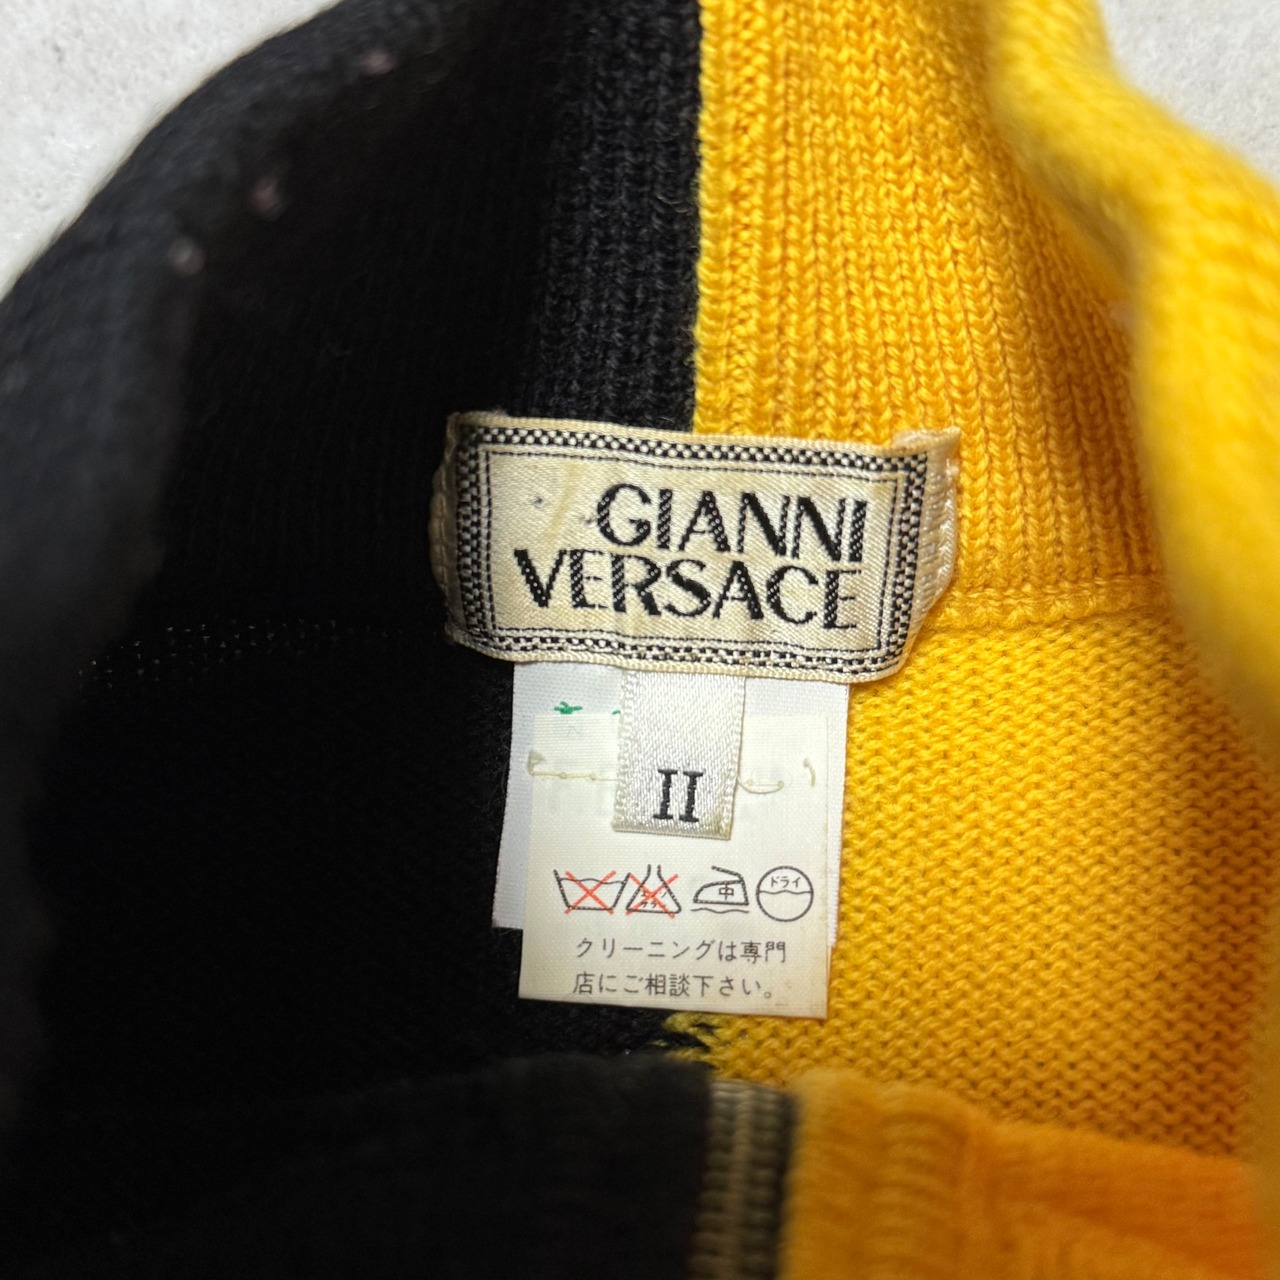 GIANNI
VERSACE
II
中
ドライ
クリーニングは専門
店にご相談下さい。